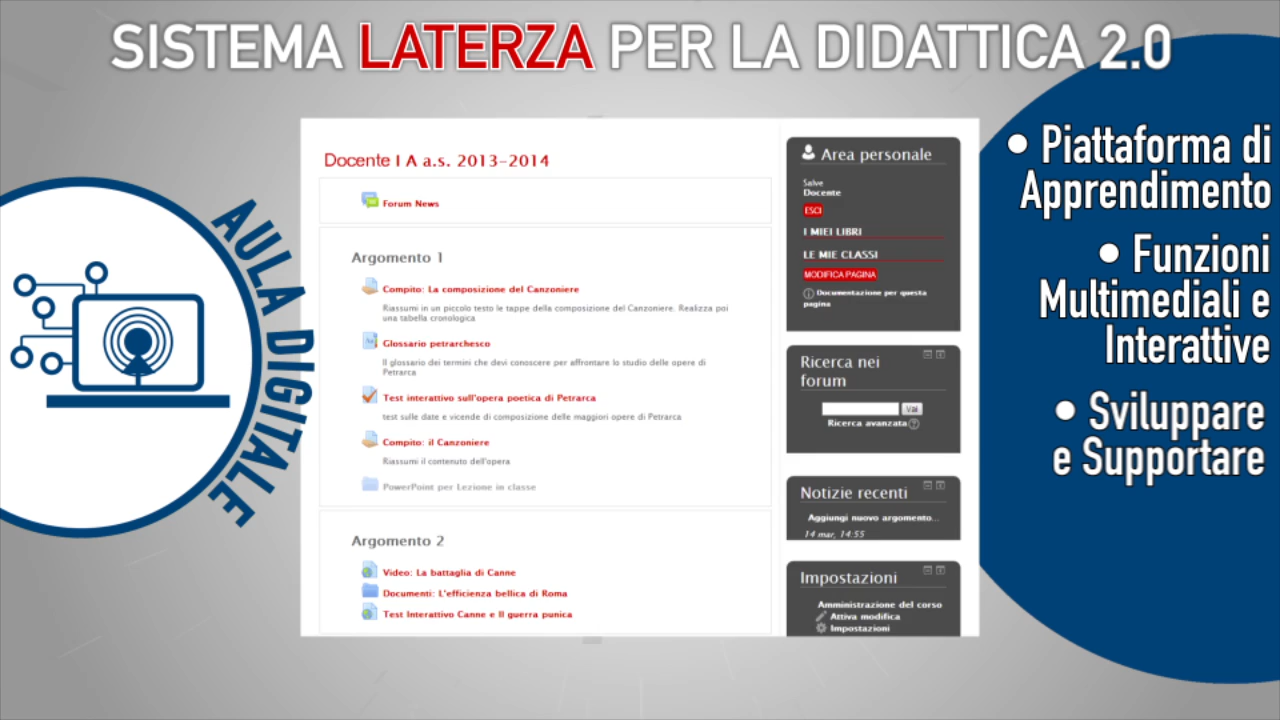 SISTEMA LATERZA PER LA DIDATTICA 2.0
AULA DIGITALE
Docente I A a.s. 2013-2014
Forum News
Argomento 1
Compito: La composizione del Canzoniere
Riassumi in un piccolo testo le tappe della composizione del Canzoniere. Realizza poi
una tabella cronologica
Glossario petrarchesco
Il glossario dei termini che devi conoscere per affrontare lo studio delle opere di
Petrarca
Test interattivo sull'opera poetica di Petrarca
test sulle date e vicende di composizione delle maggiori opere di Petrarca
Compito: il Canzoniere
Riassumi il contenuto dell'opera
PowerPoint per Lezione in classe
Argomento 2
Video: La battaglia di Canne
Documenti: L'efficienza bellica di Roma
Test Interattivo Canne e II guerra punica
Area personale
Salve
Docente
ESCI
I MIEI LIBRI
LE MIE CLASSI
MODIFICA PAGINA
Documentazione per questa
pagina
Ricerca nei
forum
Vai
Ricerca avanzata
Notizie recenti
Aggiungi nuovo argomento...
14 mar, 14:55
Impostazioni
Amministrazione del corso
Attiva modifica
Impostazioni
• Piattaforma di
Apprendimento
• Funzioni
Multimediali e
Interattive
• Sviluppare
e Supportare